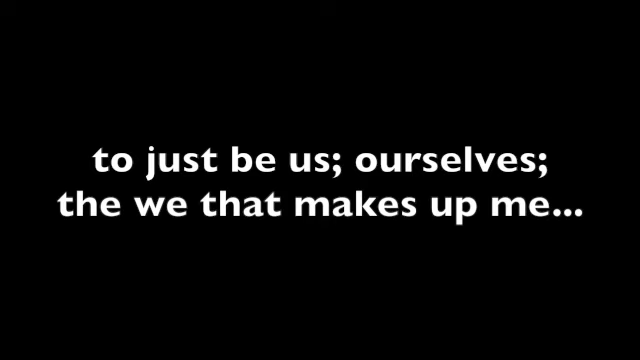 to just be us; ourselves;
the we that makes up me...